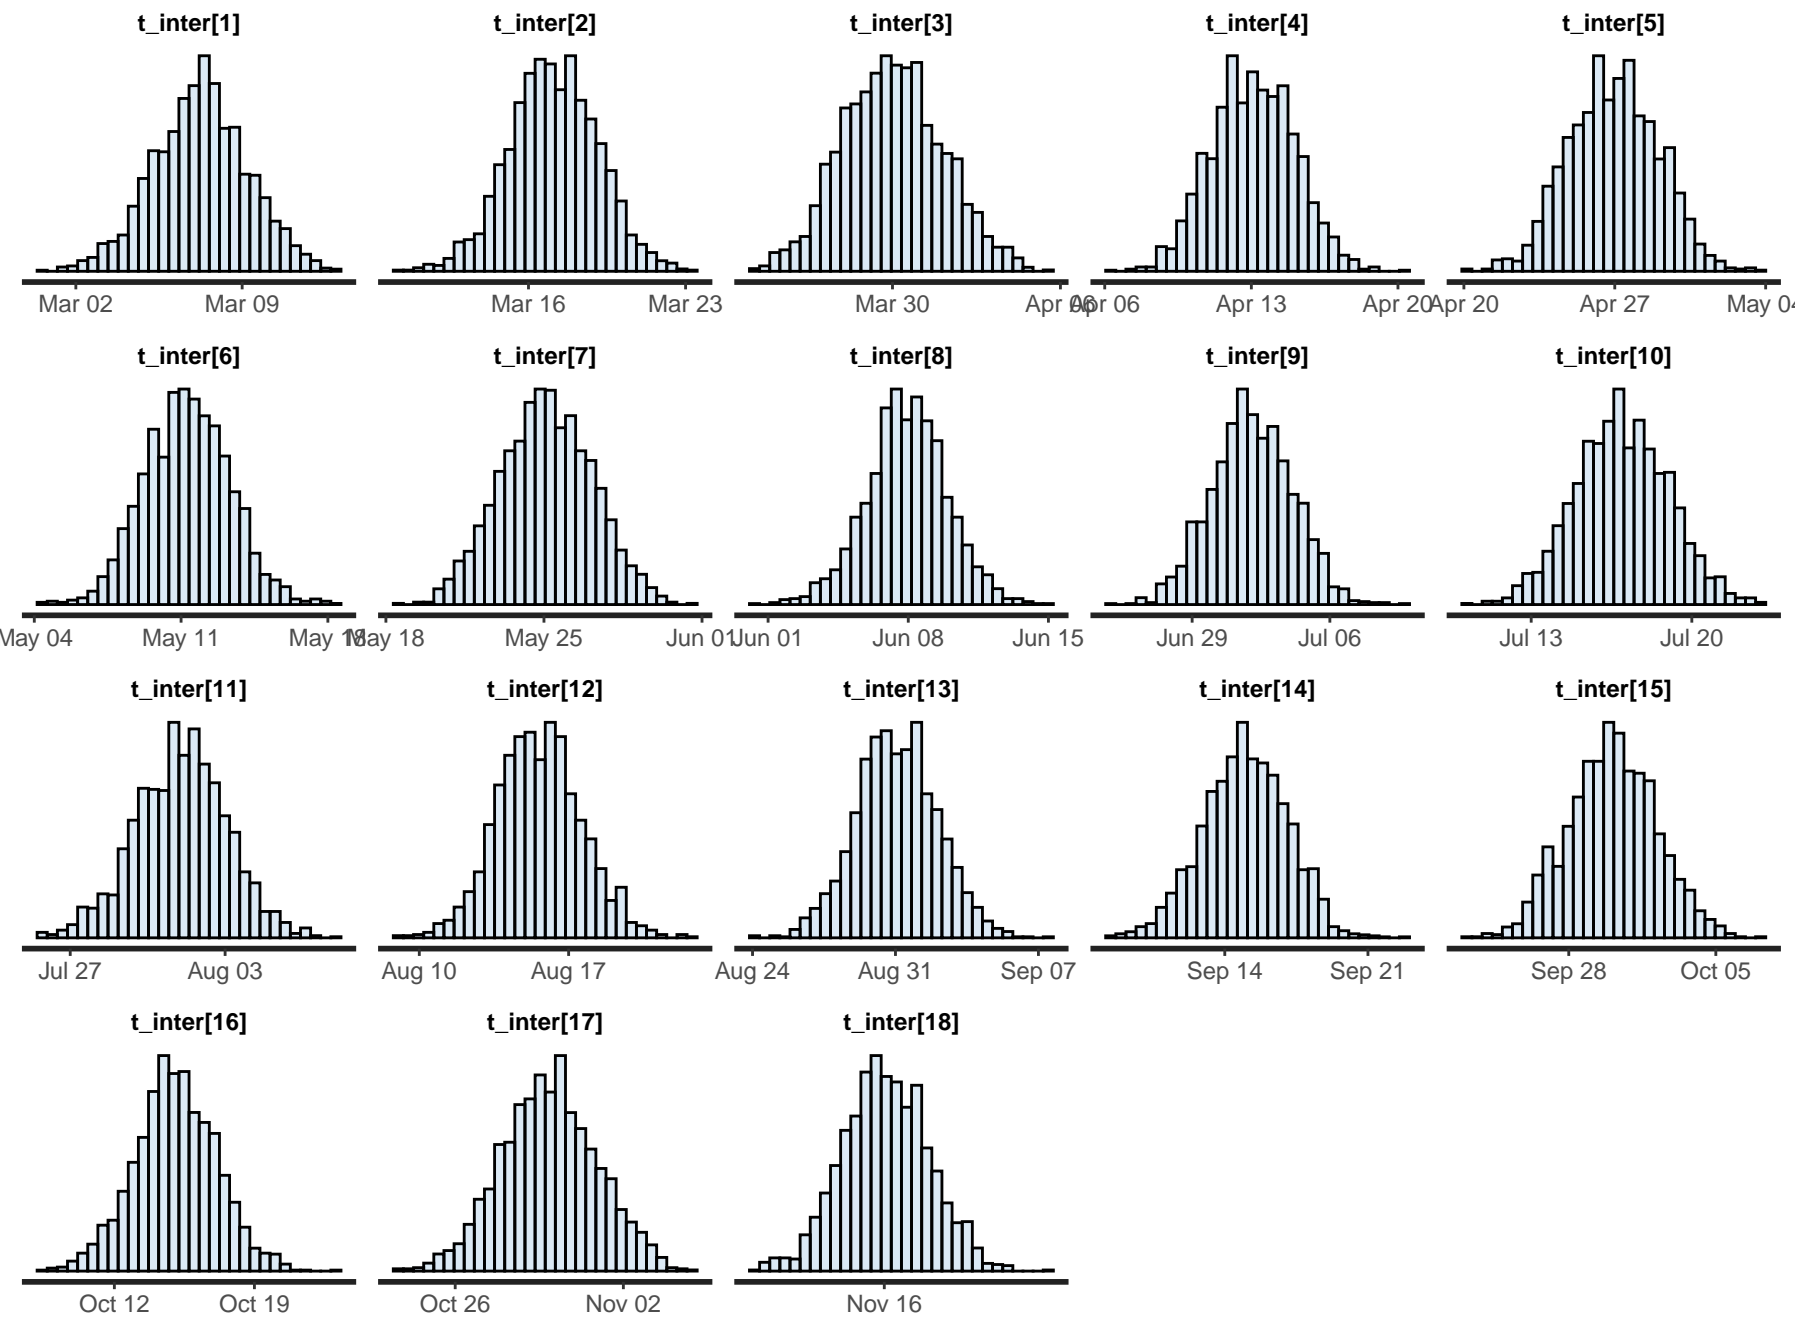 t_inter[1] t_inter[2] t_inter[3] t_inter[4] t_inter[5]
Mar 02 Mar 09 Mar 16 Mar 23 Mar 30 Apr 06 Apr 06 Apr 13 Apr 20 Apr 20 Apr 27 May 04
t_inter[6] t_inter[7] t_inter[8] t_inter[9] t_inter[10]
May 04 May 11 May 18 May 18 May 25 Jun 01 Jun 01 Jun 08 Jun 15 Jun 29 Jul 06 Jul 13 Jul 20
t_inter[11] t_inter[12] t_inter[13] t_inter[14] t_inter[15]
Jul 27 Aug 03 Aug 10 Aug 17 Aug 24 Aug 31 Sep 07 Sep 14 Sep 21 Sep 28 Oct 05
t_inter[16] t_inter[17] t_inter[18]
Oct 12 Oct 19 Oct 26 Nov 02 Nov 16